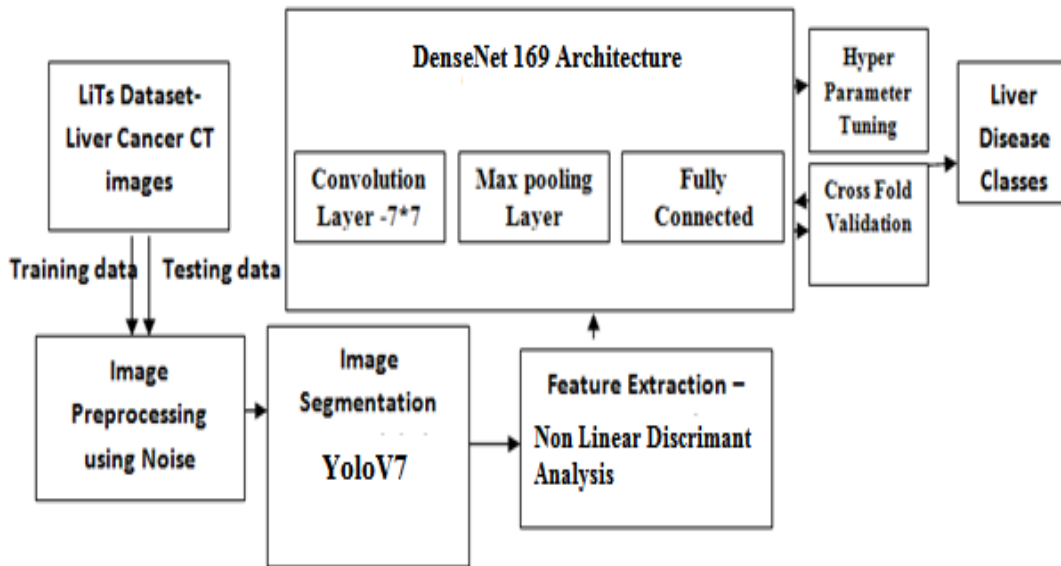 DenseNet 169 Architecture
Hyper
Parameter
Tuning
LiTs Dataset-
Liver Cancer CT
images
Liver
Disease
Classes
Convolution
Layer -7*7
Max pooling
Layer
Fully
Connected
Cross Fold
Validation
Training data
Testing data
Image
Preprocessing
using Noise
Image
Segmentation
YoloV7
Feature Extraction –
Non Linear Discrimant
Analysis